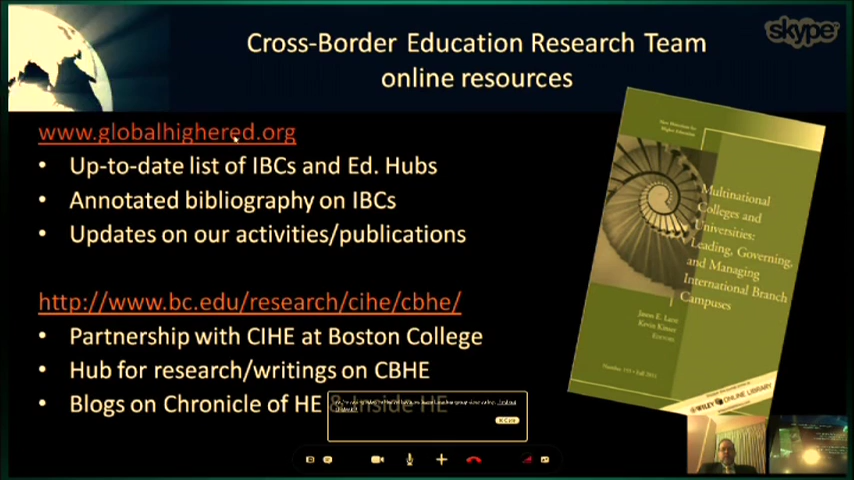 Cross-Border Education Research Team
online resources
skype
www.globalhighered.org
• Up-to-date list of IBCs and Ed. Hubs
• Annotated bibliography on IBCs
• Updates on our activities/publications
http://www.bc.edu/research/cihe/cbhe/
• Partnership with CIHE at Boston College
• Hub for research/writings on CBHE
• Blogs on Chronicle of HE & Inside HE
New Directions for
Higher Education
Multinational
Colleges and
Universities:
Leading, Governing,
and Managing
International Branch
Campuses
Jason E. Lane
Kevin Kinser
EDITORS
WILEY ONLINE LIBRARY